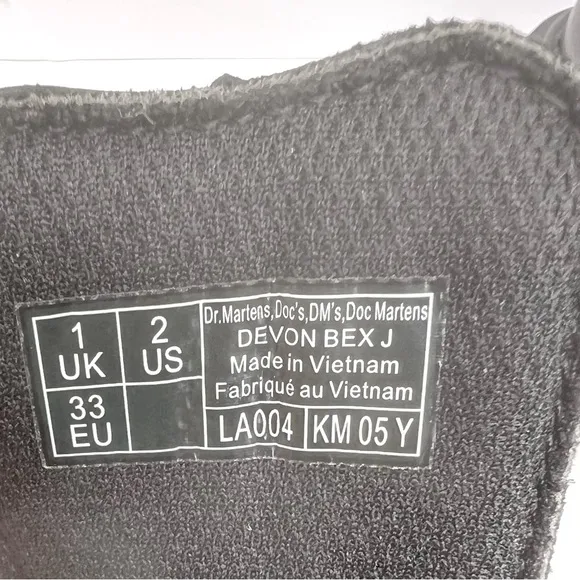 1 UK
2 US
33 EU
Dr.Martens,Doc's,DM's,Doc Martens
DEVON BEX J
Made in Vietnam
Fabriqué au Vietnam
LA004
KM 05 Y